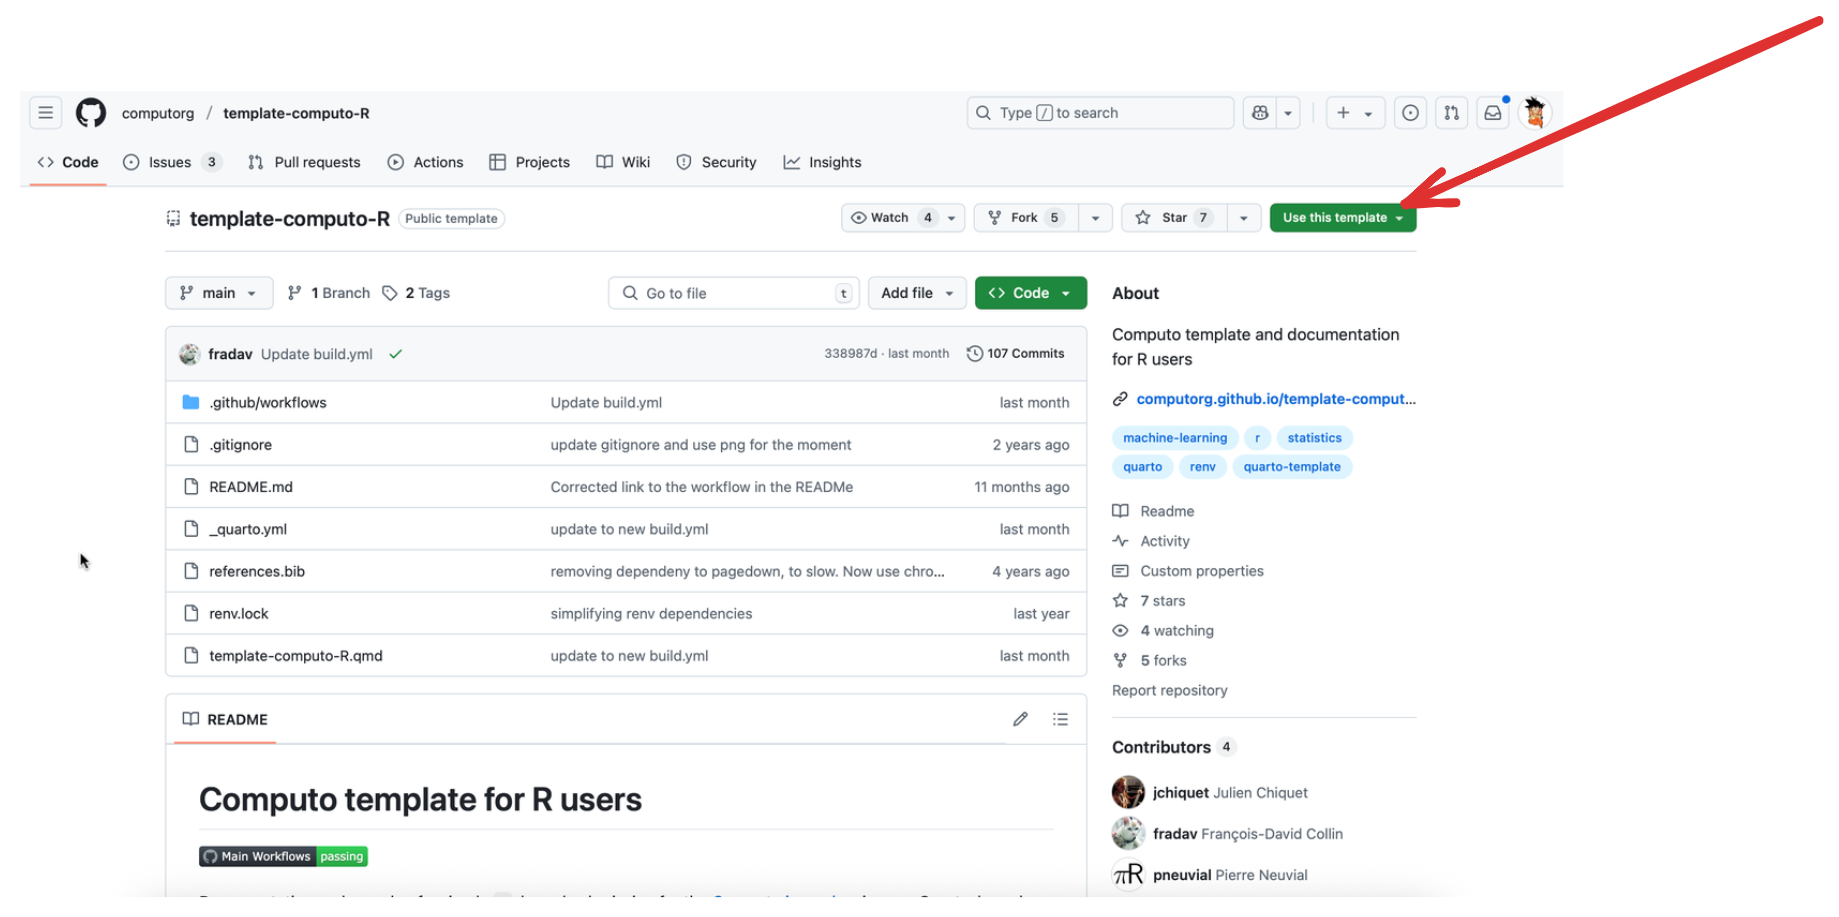 computorg / template-computo-R
Type / to search
Code
Issues 3
Pull requests
Actions
Projects
Wiki
Security
Insights
template-computo-R Public template
Watch 4
Fork 5
Star 7
Use this template
main
1 Branch
2 Tags
Go to file t
Add file
Code
fradav Update build.yml
338987d · last month
107 Commits
.github/workflows Update build.yml last month
.gitignore update gitignore and use png for the moment 2 years ago
README.md Corrected link to the workflow in the READMe 11 months ago
_quarto.yml update to new build.yml last month
references.bib removing dependeny to pagedown, to slow. Now use chro... 4 years ago
renv.lock simplifying renv dependencies last year
template-computo-R.qmd update to new build.yml last month
README
Computo template for R users
Main Workflows passing
About
Computo template and documentation
for R users
computorg.github.io/template-comput...
machine-learning r statistics
quarto renv quarto-template
Readme
Activity
Custom properties
7 stars
4 watching
5 forks
Report repository
Contributors 4
jchiquet Julien Chiquet
fradav François-David Collin
πR pneuvial Pierre Neuvial